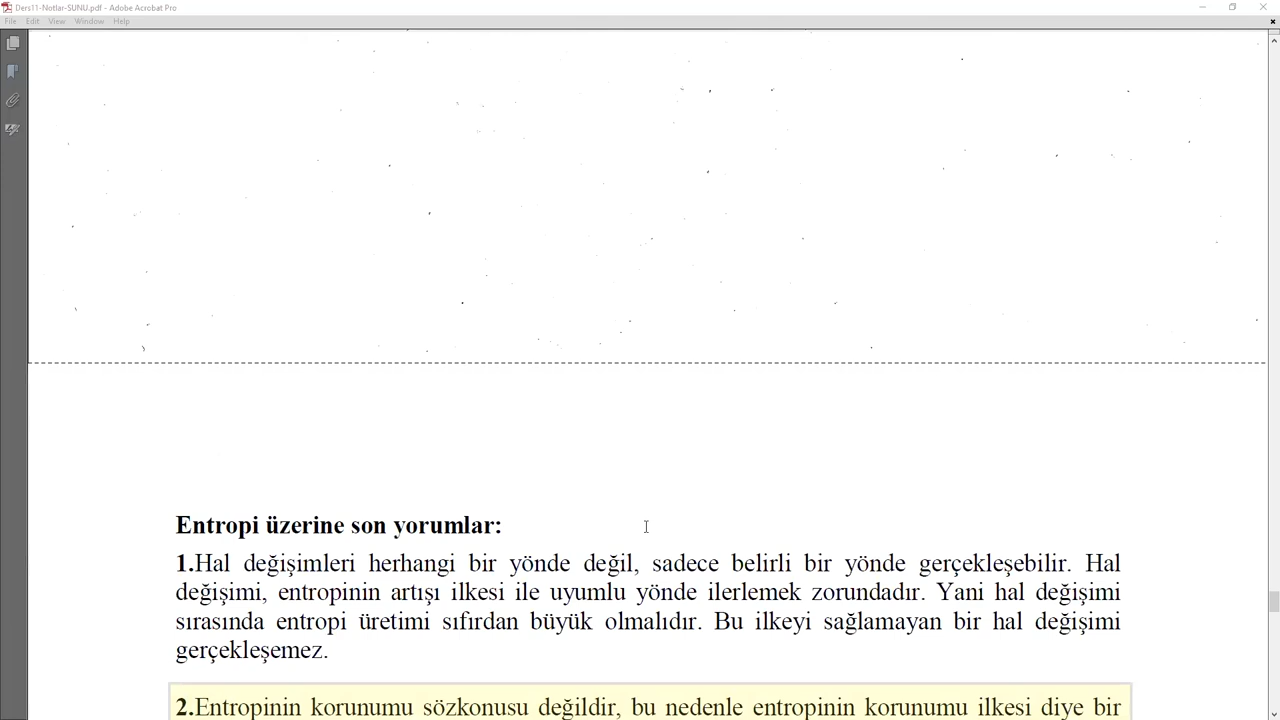 Ders11-Notlar-SUNU.pdf - Adobe Acrobat Pro
File Edit View Window Help
Entropi üzerine son yorumlar:
1.Hal değişimleri herhangi bir yönde değil, sadece belirli bir yönde gerçekleşebilir. Hal
değişimi, entropinin artışı ilkesi ile uyumlu yönde ilerlemek zorundadır. Yani hal değişimi
sırasında entropi üretimi sıfırdan büyük olmalıdır. Bu ilkeyi sağlamayan bir hal değişimi
gerçekleşemez.
2.Entropinin korunumu sözkonusu değildir, bu nedenle entropinin korunumu ilkesi diye bir